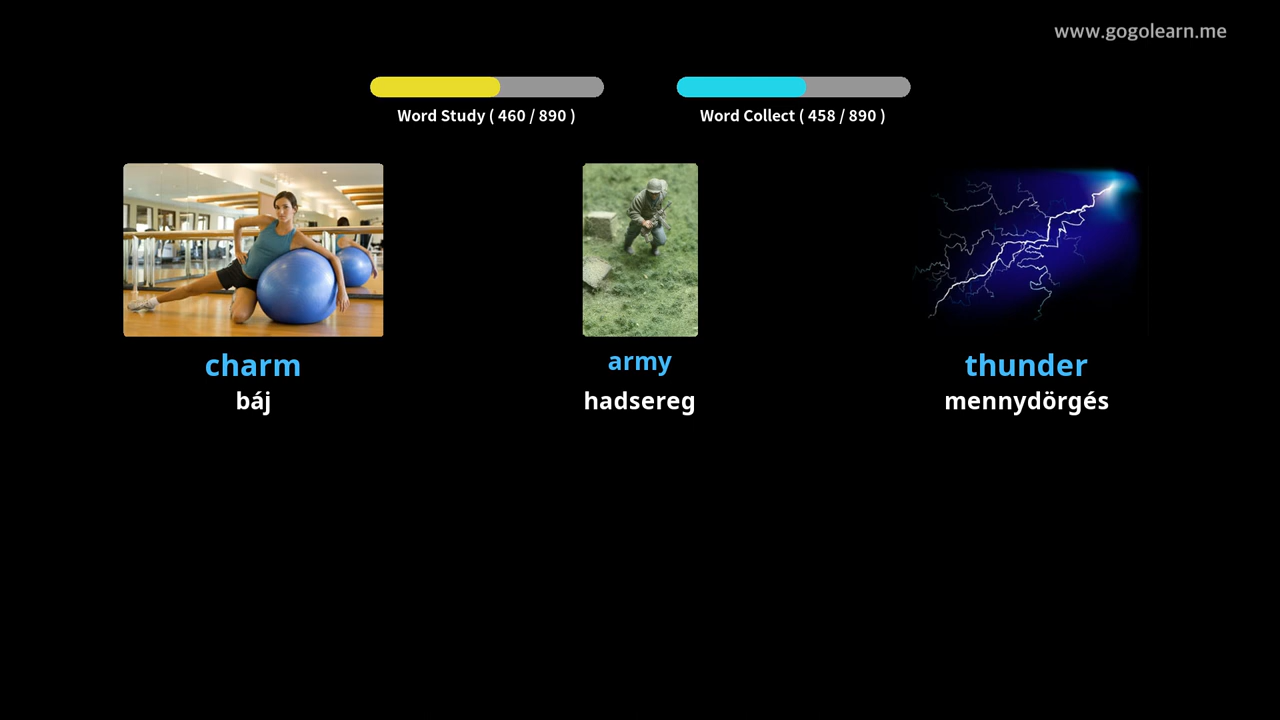 www.gogolearn.me
Word Study ( 460 / 890 )
Word Collect ( 458 / 890 )
charm
báj
army
hadsereg
thunder
mennydörgés